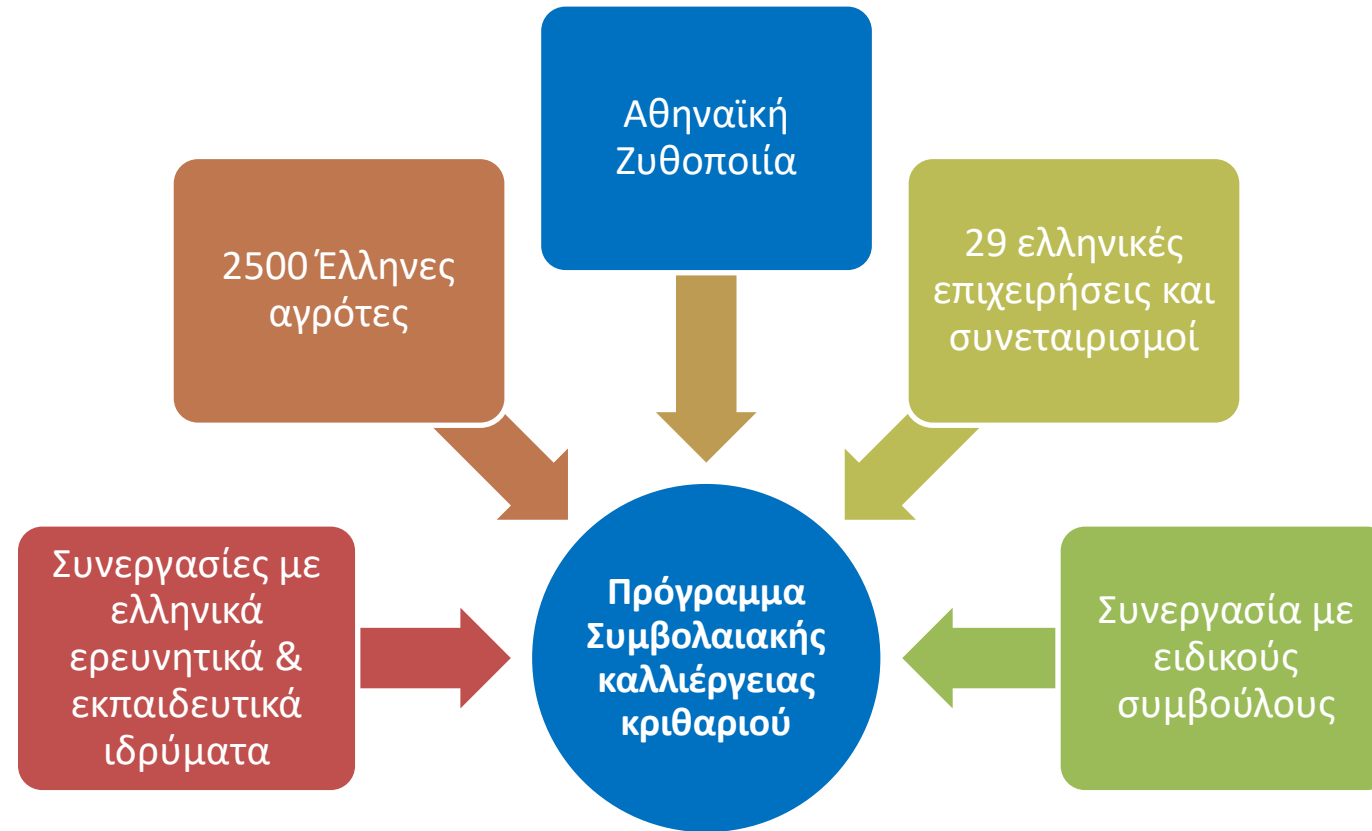 Αθηναϊκή
Ζυθοποιία
2500 Έλληνες
αγρότες
29 ελληνικές
επιχειρήσεις και
συνεταιρισμοί
Συνεργασίες με
ελληνικά
ερευνητικά &
εκπαιδευτικά
ιδρύματα
Πρόγραμμα
Συμβολαιακής
καλλιέργειας
κριθαριού
Συνεργασία με
ειδικούς
συμβούλους